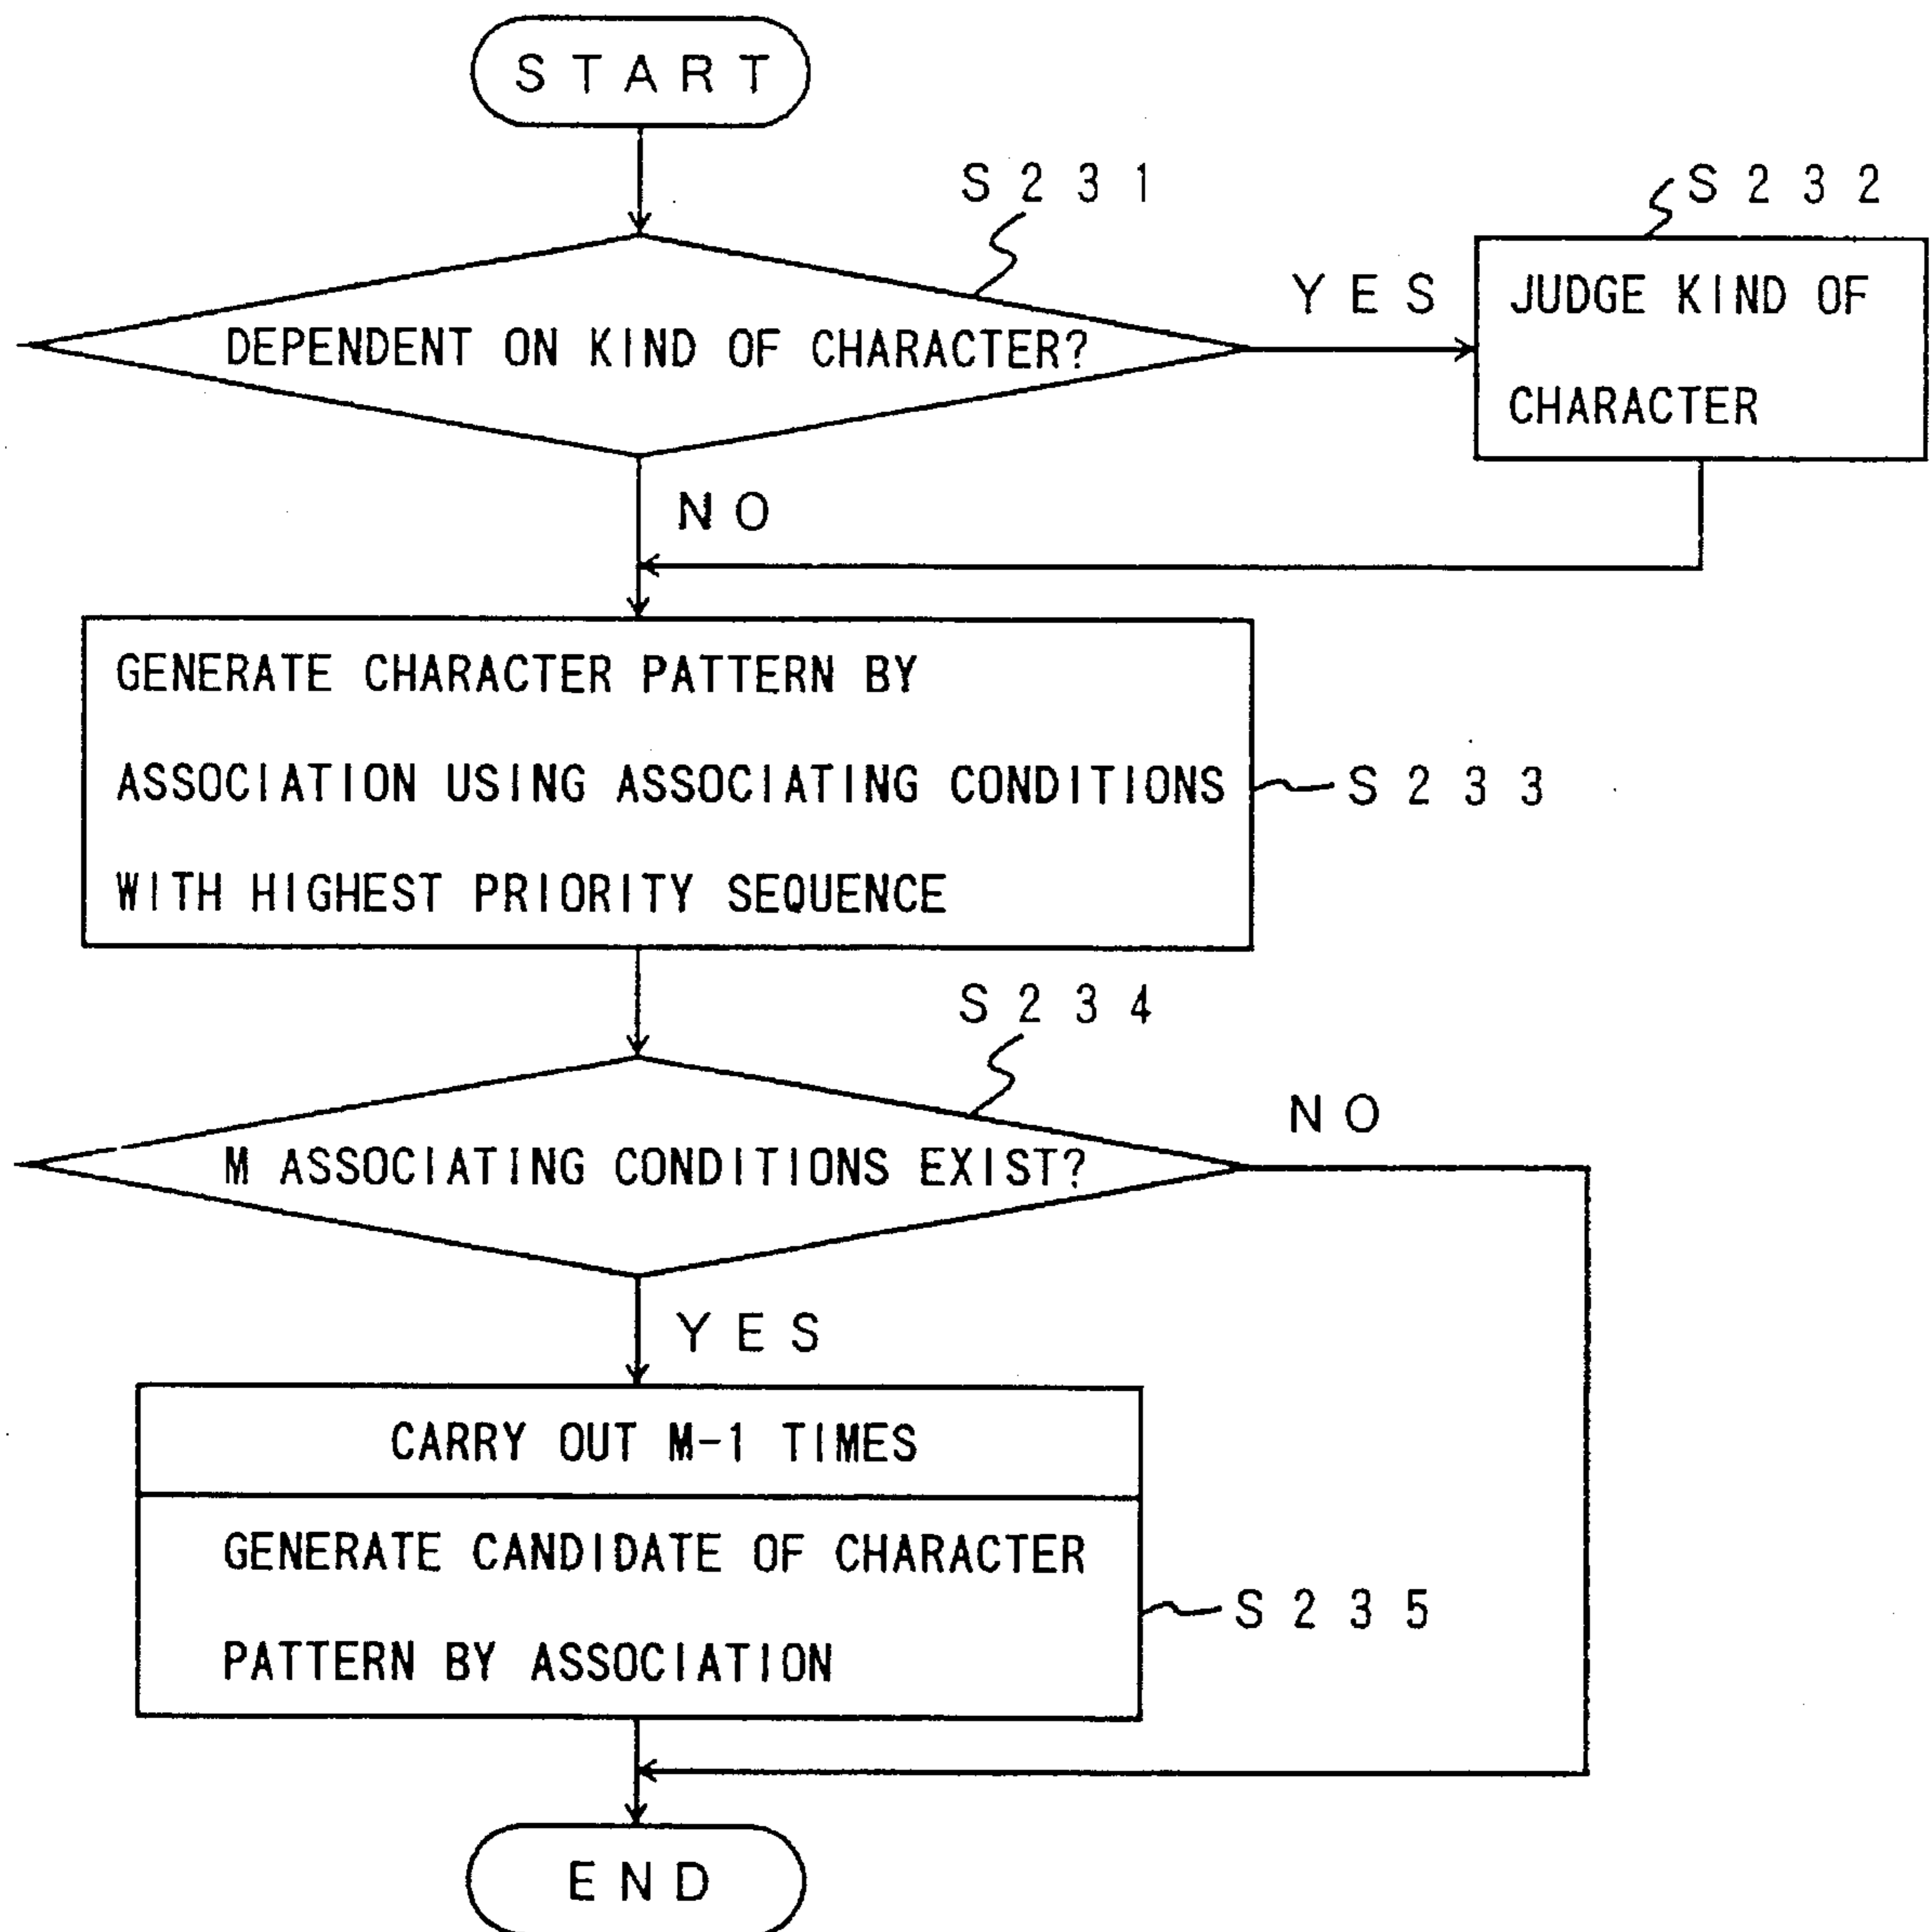 START
S231
S232
DEPENDENT ON KIND OF CHARACTER?
YES
JUDGE KIND OF
CHARACTER
NO
GENERATE CHARACTER PATTERN BY
ASSOCIATION USING ASSOCIATING CONDITIONS
WITH HIGHEST PRIORITY SEQUENCE
S233
S234
M ASSOCIATING CONDITIONS EXIST?
NO
YES
CARRY OUT M-1 TIMES
GENERATE CANDIDATE OF CHARACTER
PATTERN BY ASSOCIATION
S235
END